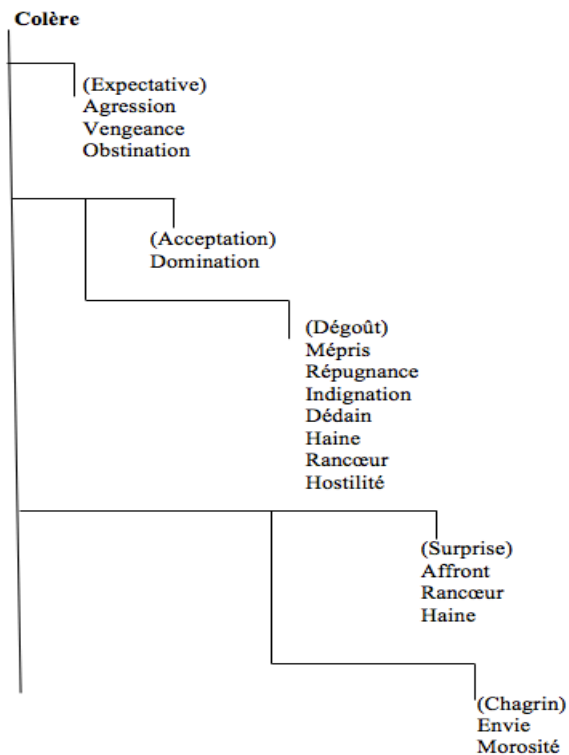 Colère
(Expectative)
Agression
Vengeance
Obstination
(Acceptation)
Domination
(Dégoût)
Mépris
Répugnance
Indignation
Dédain
Haine
Rancœur
Hostilité
(Surprise)
Affront
Rancœur
Haine
(Chagrin)
Envie
Morosité